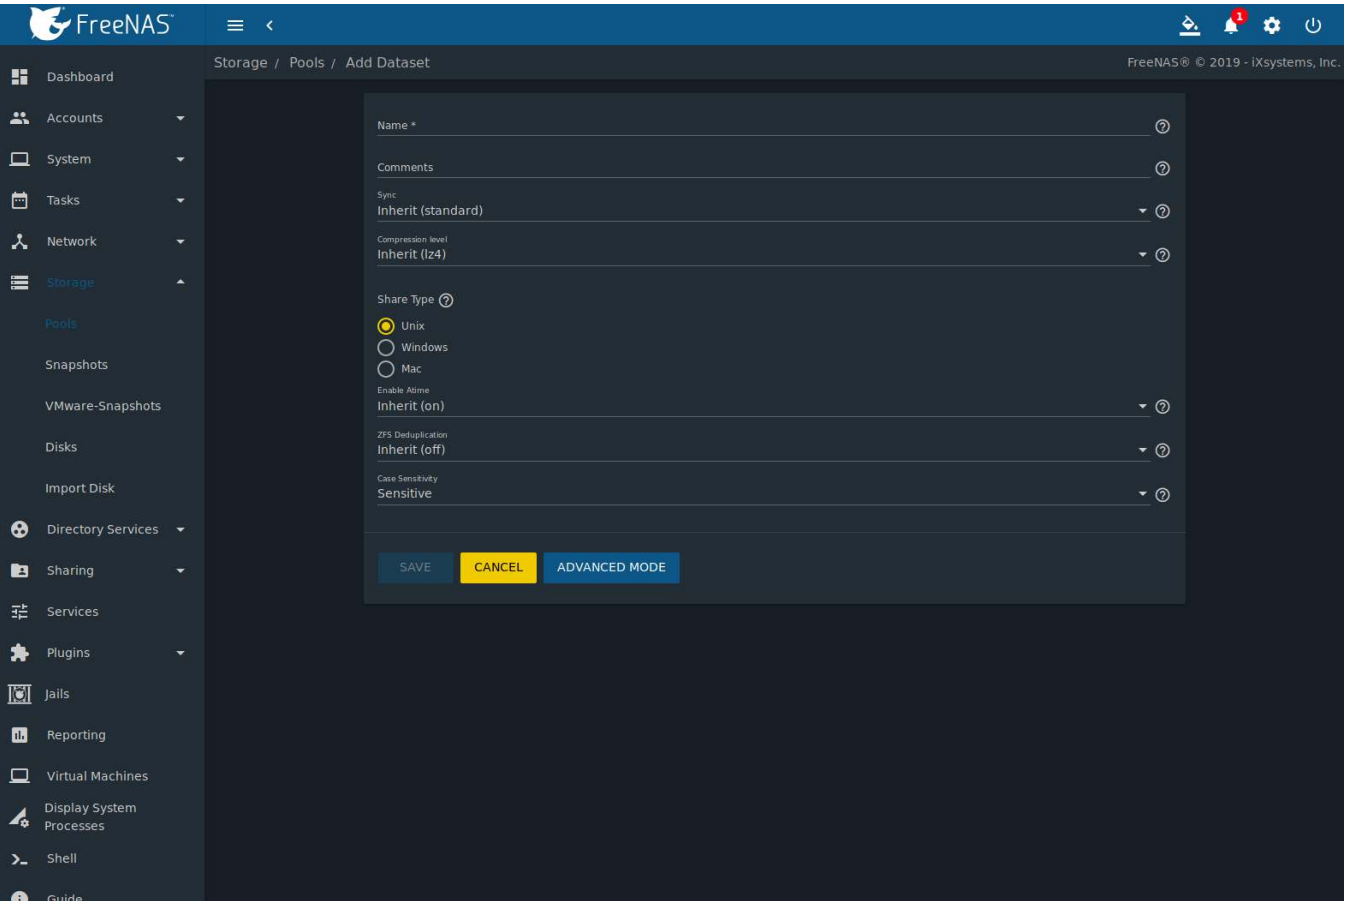 FreeNAS™
1
Storage / Pools / Add Dataset
FreeNAS® © 2019 - iXsystems, Inc.
Dashboard
Accounts
System
Tasks
Network
Storage
Pools
Snapshots
VMware-Snapshots
Disks
Import Disk
Directory Services
Sharing
Services
Plugins
Jails
Reporting
Virtual Machines
Display System
Processes
Shell
Guide
Name *
Comments
Sync
Inherit (standard)
Compression level
Inherit (lz4)
Share Type
Unix
Windows
Mac
Enable Atime
Inherit (on)
ZFS Deduplication
Inherit (off)
Case Sensitivity
Sensitive
SAVE CANCEL ADVANCED MODE